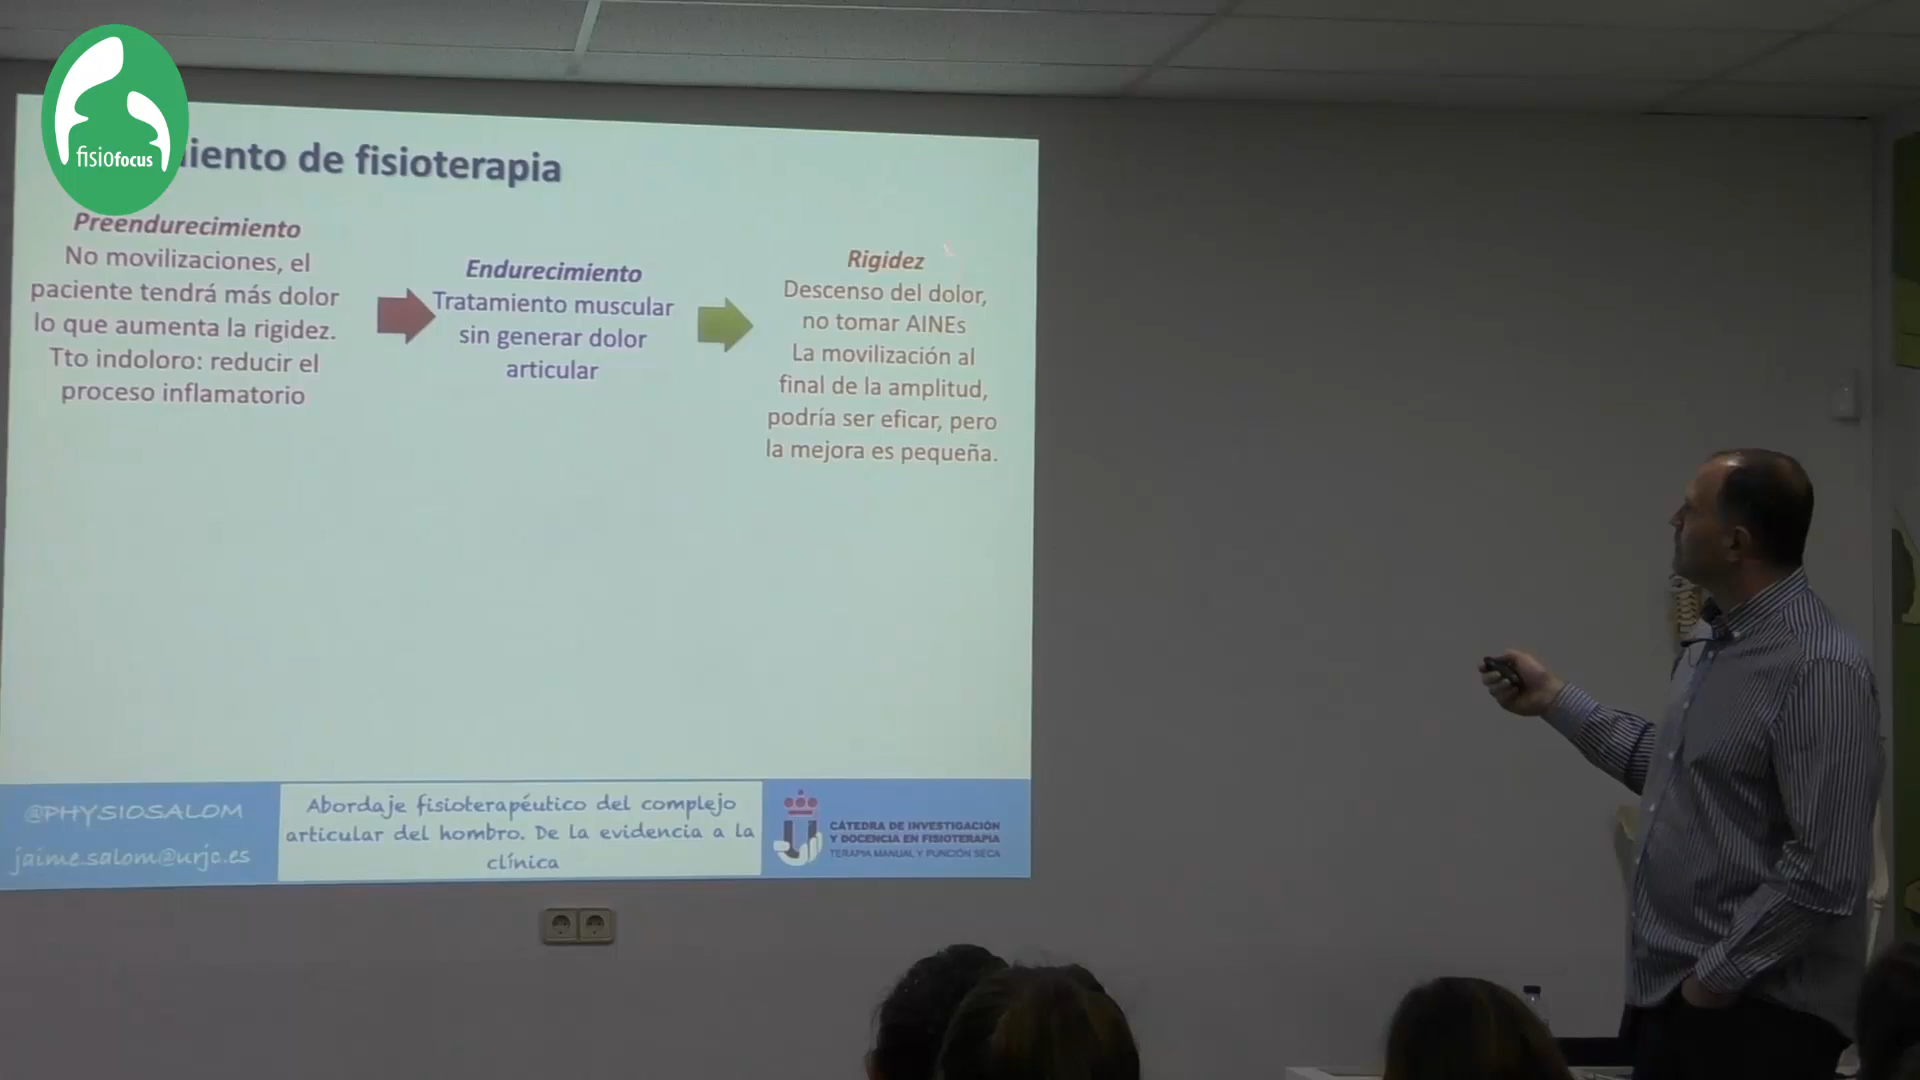 fisiofocus
iento de fisioterapia
Preendurecimiento
No movilizaciones, el
paciente tendrá más dolor
lo que aumenta la rigidez.
Tto indoloro: reducir el
proceso inflamatorio
Endurecimiento
Tratamiento muscular
sin generar dolor
articular
Rigidez
Descenso del dolor,
no tomar AINEs
La movilización al
final de la amplitud,
podría ser eficar, pero
la mejora es pequeña.
@PHYSIOSALOM
jaime.salom@urjc.es
Abordaje fisioterapéutico del complejo
articular del hombro. De la evidencia a la
clínica
CÁTEDRA DE INVESTIGACIÓN
Y DOCENCIA EN FISIOTERAPIA
TERAPIA MANUAL Y PUNCIÓN SECA